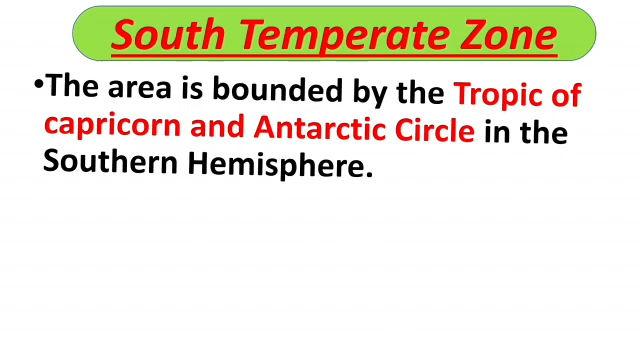 South Temperate Zone
•The area is bounded by the Tropic of
capricorn and Antarctic Circle in the
Southern Hemisphere.